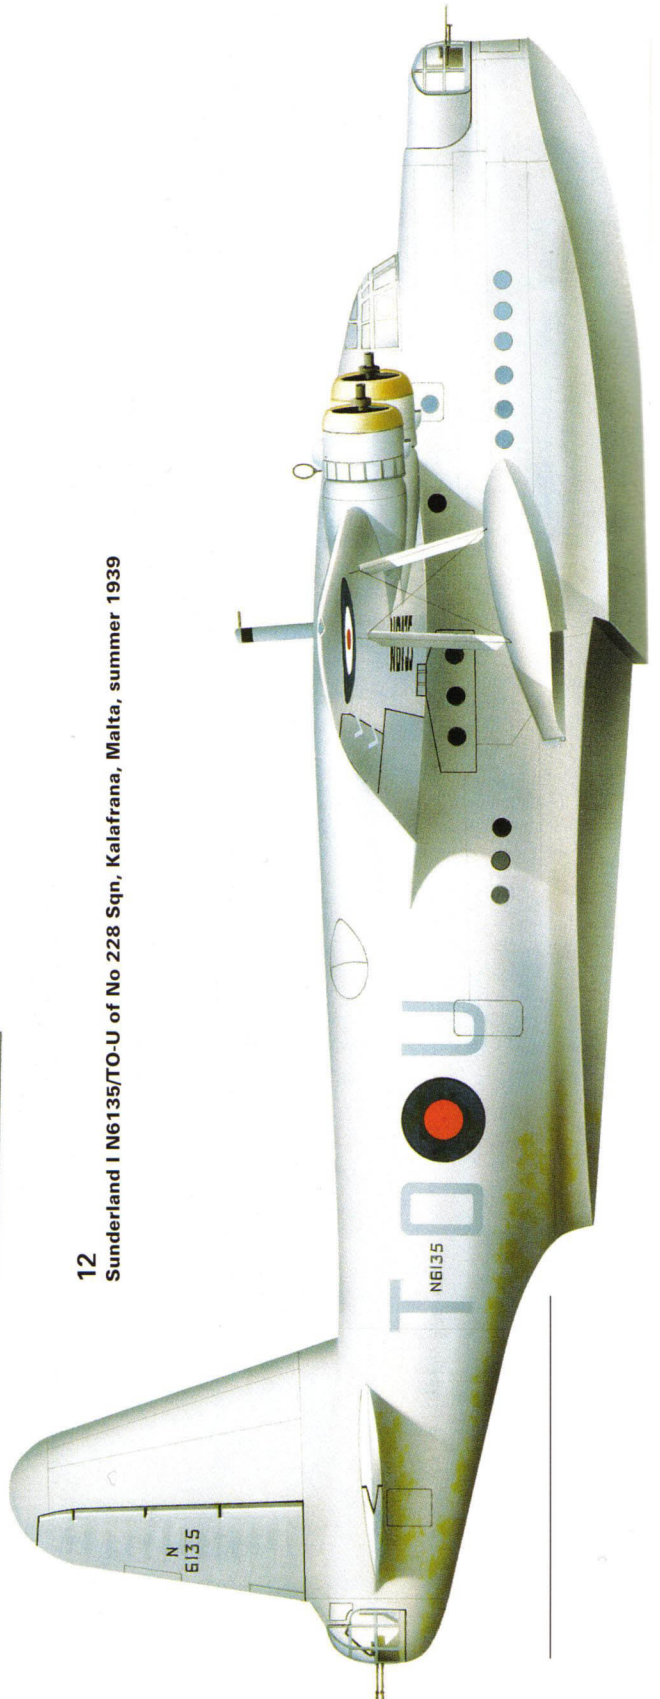 12
Sunderland I N6135/TO-U of No 228 Sqn, Kalafrana, Malta, summer 1939
N
6135
N6135
TO U